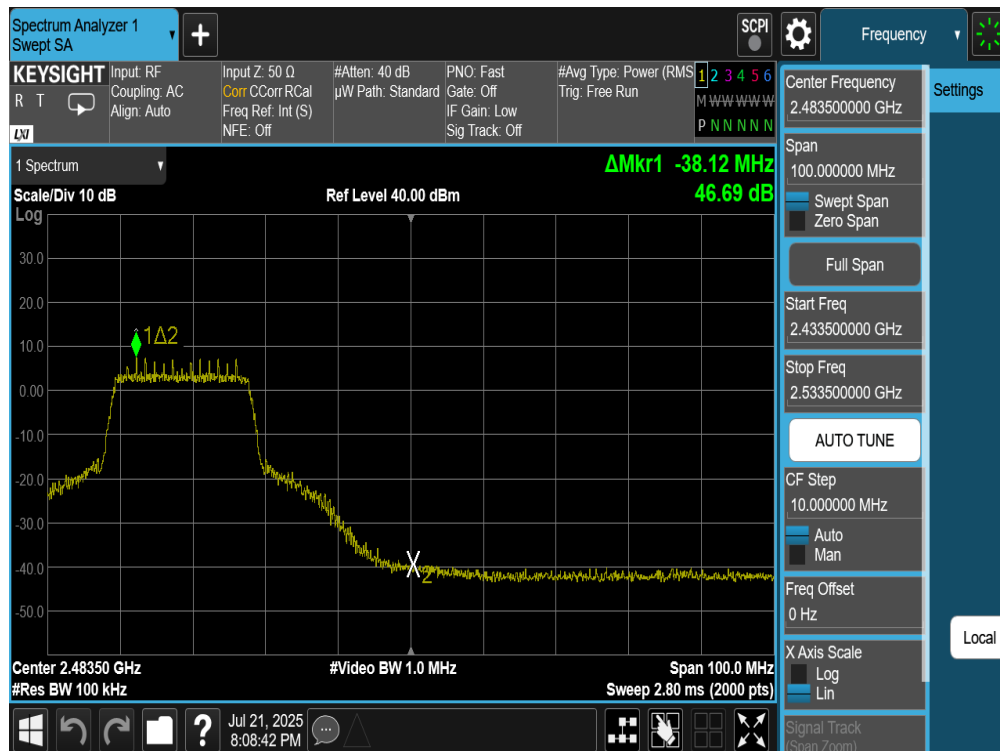 Spectrum Analyzer 1
Swept SA
+
SCPI
Frequency
KEYSIGHT
R T
LXI
Input: RF
Coupling: AC
Align: Auto
Input Z: 50 Ω
Corr CCorr RCal
Freq Ref: Int (S)
NFE: Off
#Atten: 40 dB
µW Path: Standard
PNO: Fast
Gate: Off
IF Gain: Low
Sig Track: Off
#Avg Type: Power (RMS
Trig: Free Run
1 2 3 4 5 6
M W W W W W
P N N N N N
1 Spectrum
ΔMkr1 -38.12 MHz
46.69 dB
Scale/Div 10 dB
Ref Level 40.00 dBm
Log
30.0
20.0
10.0
0.00
-10.0
-20.0
-30.0
-40.0
-50.0
1Δ2
X2
Center 2.48350 GHz
#Video BW 1.0 MHz
Span 100.0 MHz
#Res BW 100 kHz
Sweep 2.80 ms (2000 pts)
?
Jul 21, 2025
8:08:42 PM
Center Frequency
2.483500000 GHz
Span
100.000000 MHz
Swept Span
Zero Span
Full Span
Start Freq
2.433500000 GHz
Stop Freq
2.533500000 GHz
AUTO TUNE
CF Step
10.000000 MHz
Auto
Man
Freq Offset
0 Hz
X Axis Scale
Log
Lin
Signal Track
(Span Zoom)
Settings
Local